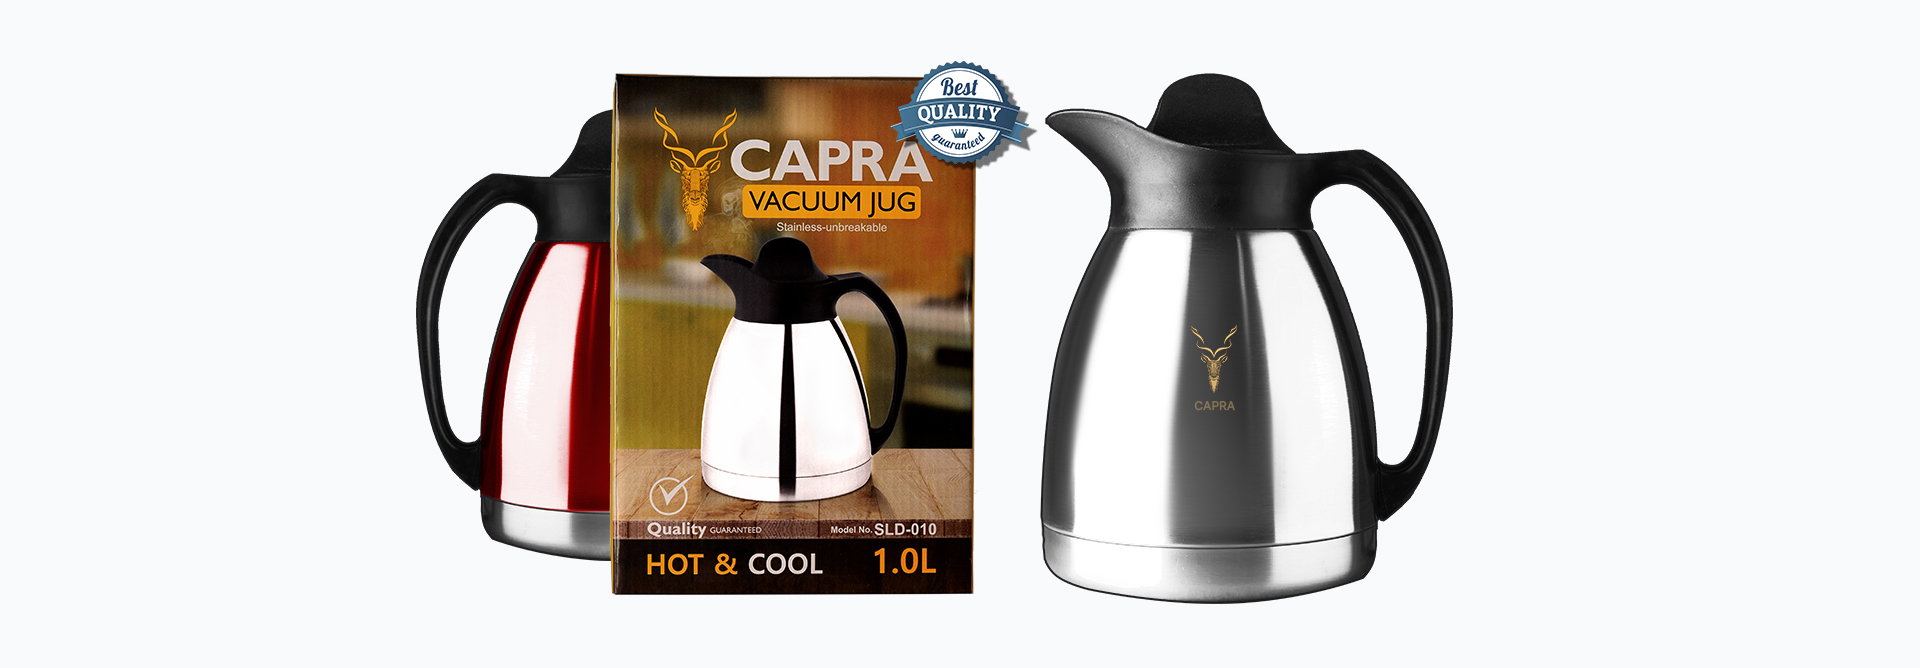 Best
QUALITY
guaranteed
CAPRA
VACUUM JUG
Stainless-unbreakable
Quality GUARANTEED
Model No. SLD-010
HOT & COOL
1.0L
CAPRA